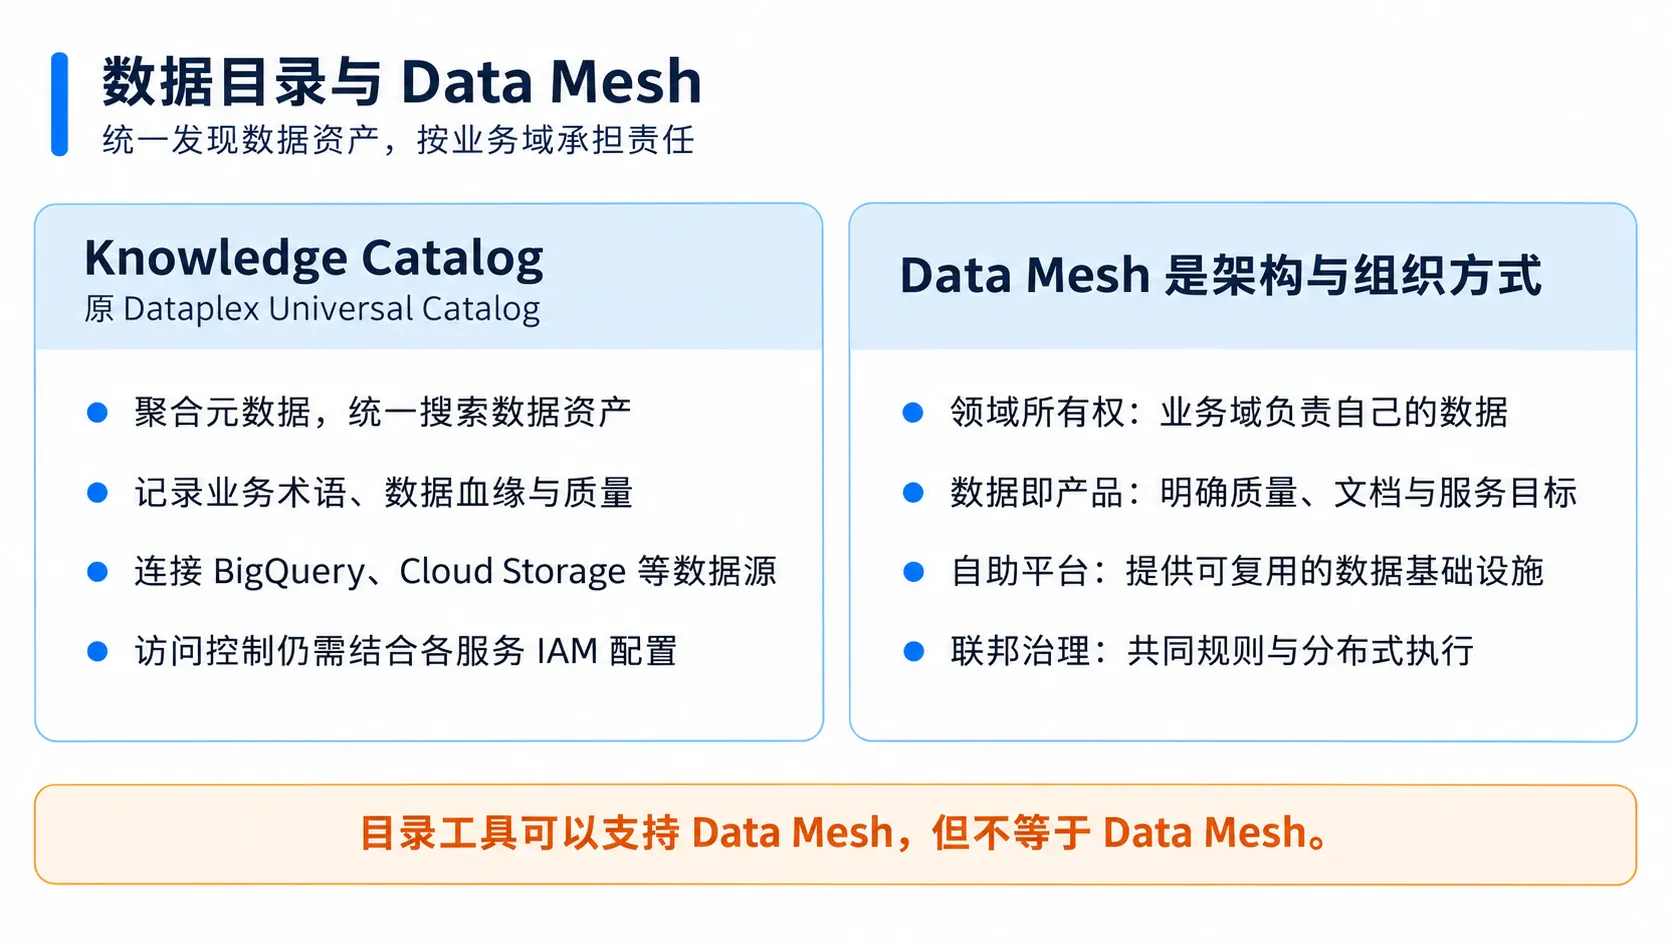 数据目录与 Data Mesh
统一发现数据资产，按业务域承担责任
Knowledge Catalog
原 Dataplex Universal Catalog
聚合元数据，统一搜索数据资产
记录业务术语、数据血缘与质量
连接 BigQuery、Cloud Storage 等数据源
访问控制仍需结合各服务 IAM 配置
Data Mesh 是架构与组织方式
领域所有权：业务域负责自己的数据
数据即产品：明确质量、文档与服务目标
自助平台：提供可复用的数据基础设施
联邦治理：共同规则与分布式执行
目录工具可以支持 Data Mesh，但不等于 Data Mesh。